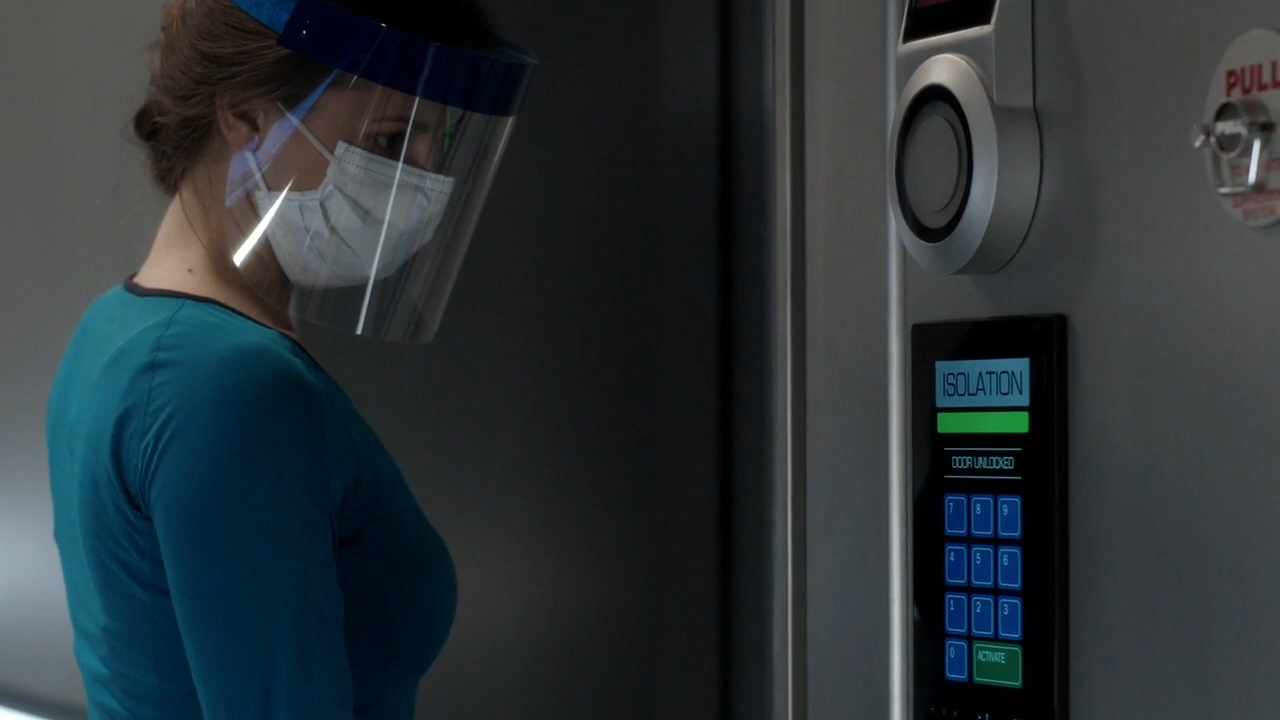 PULL
ISOLATION
DOOR UNLOCKED
7 8 9
4 5 6
1 2 3
0 ACTIVATE